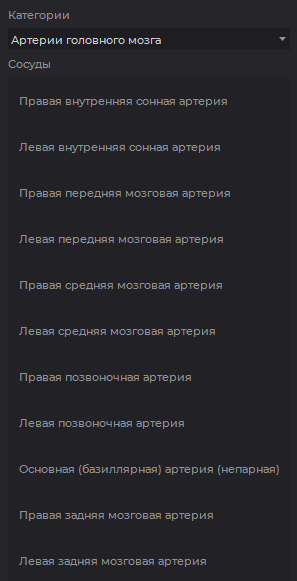 Категории
Артерии головного мозга
Сосуды
Правая внутренняя сонная артерия
Левая внутренняя сонная артерия
Правая передняя мозговая артерия
Левая передняя мозговая артерия
Правая средняя мозговая артерия
Левая средняя мозговая артерия
Правая позвоночная артерия
Левая позвоночная артерия
Основная (базиллярная) артерия (непарная)
Правая задняя мозговая артерия
Левая задняя мозговая артерия